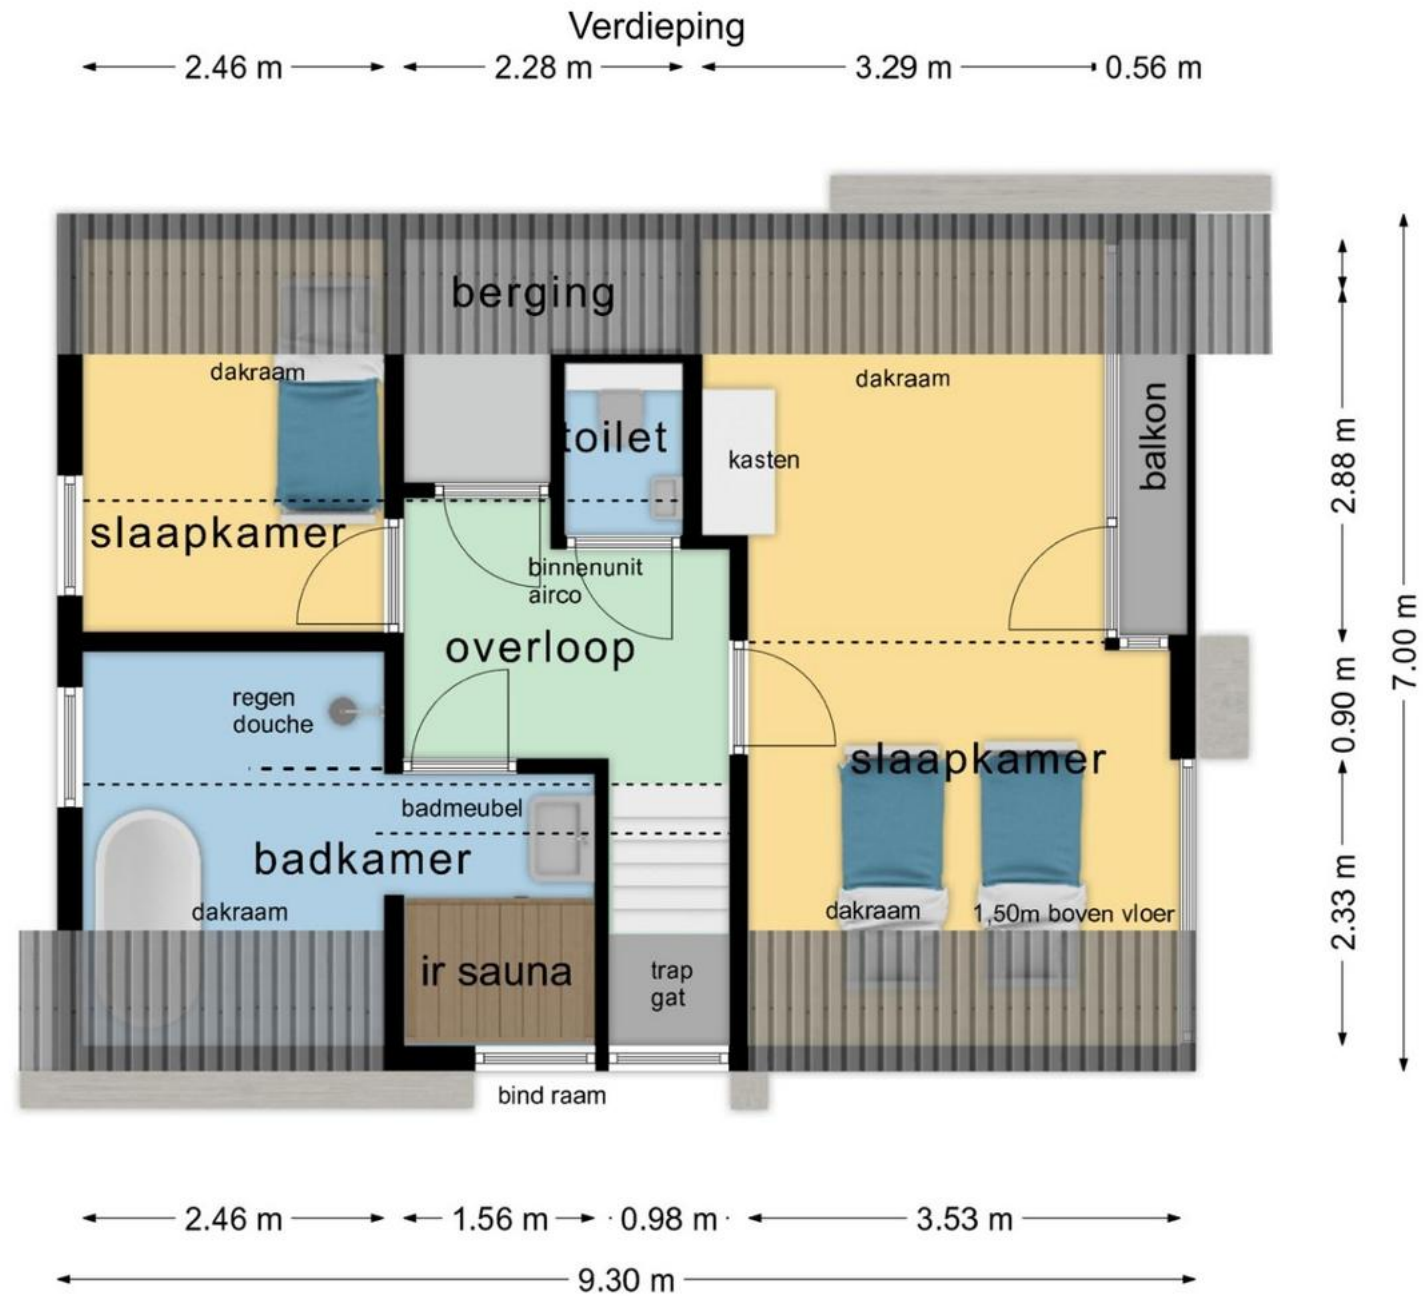 Verdieping
2.46 m
2.28 m
3.29 m
0.56 m
berging
dakraam
dakraam
toilet
kasten
balkon
2.88 m
slaapkamer
binnenunit
airco
overloop
7.00 m
regen
douche
0.90 m
slaapkamer
badmeubel
badkamer
dakraam
dakraam
1,50m boven vloer
2.33 m
ir sauna
trap
gat
bind raam
2.46 m
1.56 m
0.98 m
3.53 m
9.30 m